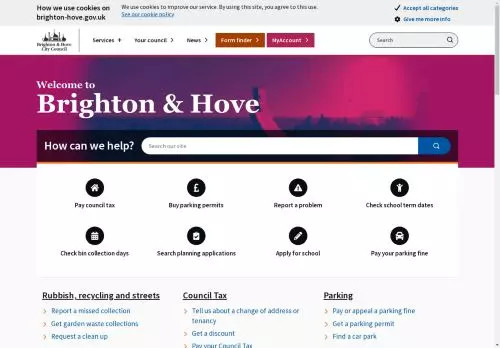 How we use cookies on
brighton-hove.gov.uk
We use cookies to improve our service. By using this site, you agree to this use.
See our cookie policy
Accept all categories
Give me more info
Brighton & Hove
City Council
Services +
Your council >
News >
Form finder >
MyAccount >
Search
Welcome to
Brighton & Hove
How can we help?
Search our site
Pay council tax
Buy parking permits
Report a problem
Check school term dates
Check bin collection days
Search planning applications
Apply for school
Pay your parking fine
Rubbish, recycling and streets
Report a missed collection
Get garden waste collections
Request a clean up
Council Tax
Tell us about a change of address or
tenancy
Get a discount
Pay your Council Tax
Parking
Pay or appeal a parking fine
Get a parking permit
Find a car park